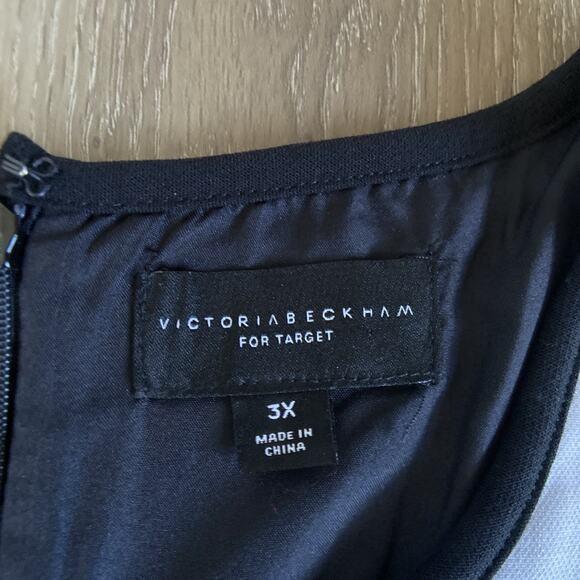 VICTORIABECKHAM
FOR TARGET
3X
MADE IN
CHINA